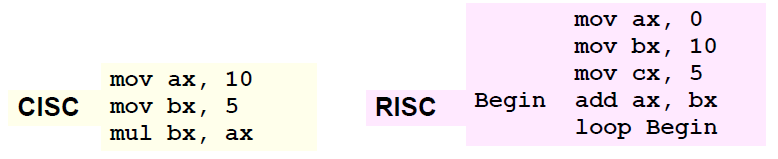 CISC
mov ax, 10
mov bx, 5
mul bx, ax
RISC
mov ax, 0
mov bx, 10
mov cx, 5
Begin add ax, bx
loop Begin